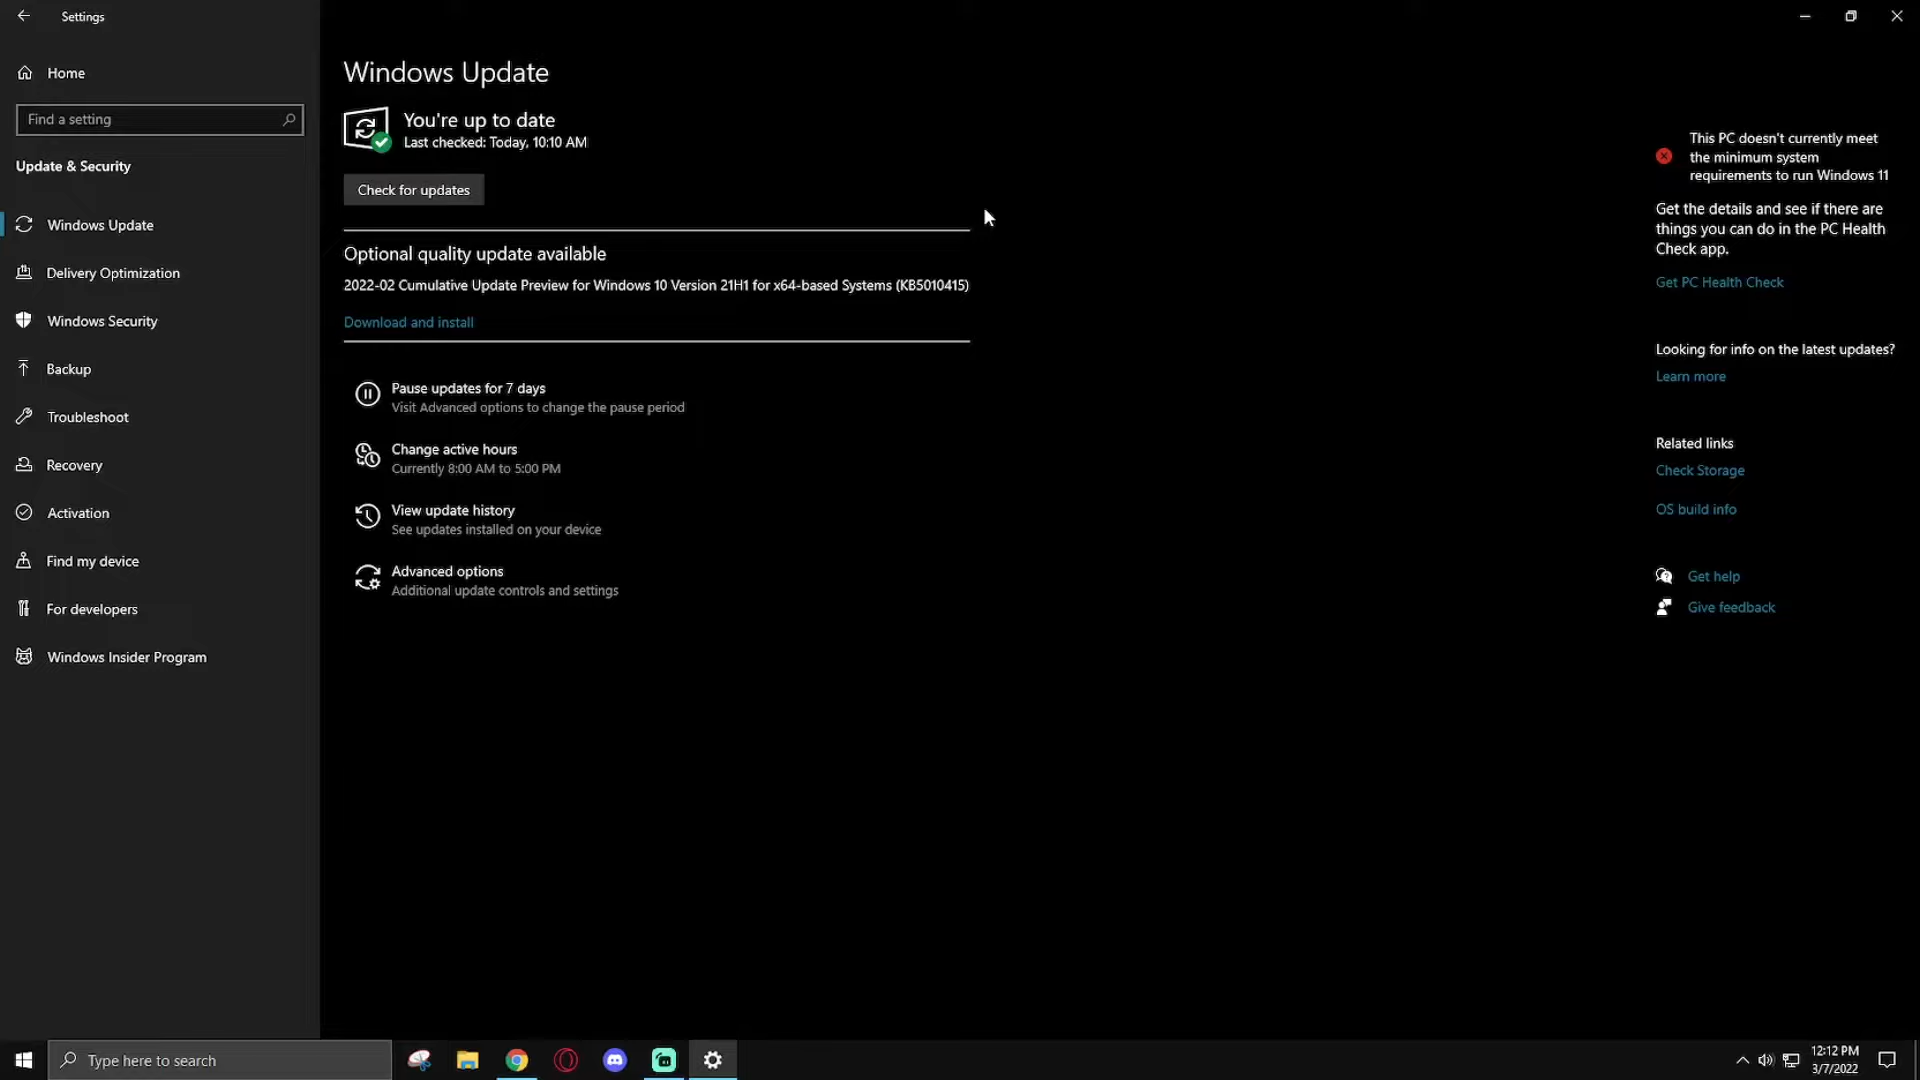 Settings
Home
Find a setting
Update & Security
Windows Update
Delivery Optimization
Windows Security
Backup
Troubleshoot
Recovery
Activation
Find my device
For developers
Windows Insider Program
Windows Update
You're up to date
Last checked: Today, 10:10 AM
Check for updates
Optional quality update available
2022-02 Cumulative Update Preview for Windows 10 Version 21H1 for x64-based Systems (KB5010415)
Download and install
Pause updates for 7 days
Visit Advanced options to change the pause period
Change active hours
Currently 8:00 AM to 5:00 PM
View update history
See updates installed on your device
Advanced options
Additional update controls and settings
This PC doesn't currently meet
the minimum system
requirements to run Windows 11
Get the details and see if there are
things you can do in the PC Health
Check app.
Get PC Health Check
Looking for info on the latest updates?
Learn more
Related links
Check Storage
OS build info
Get help
Give feedback
Type here to search
12:12 PM
3/7/2022